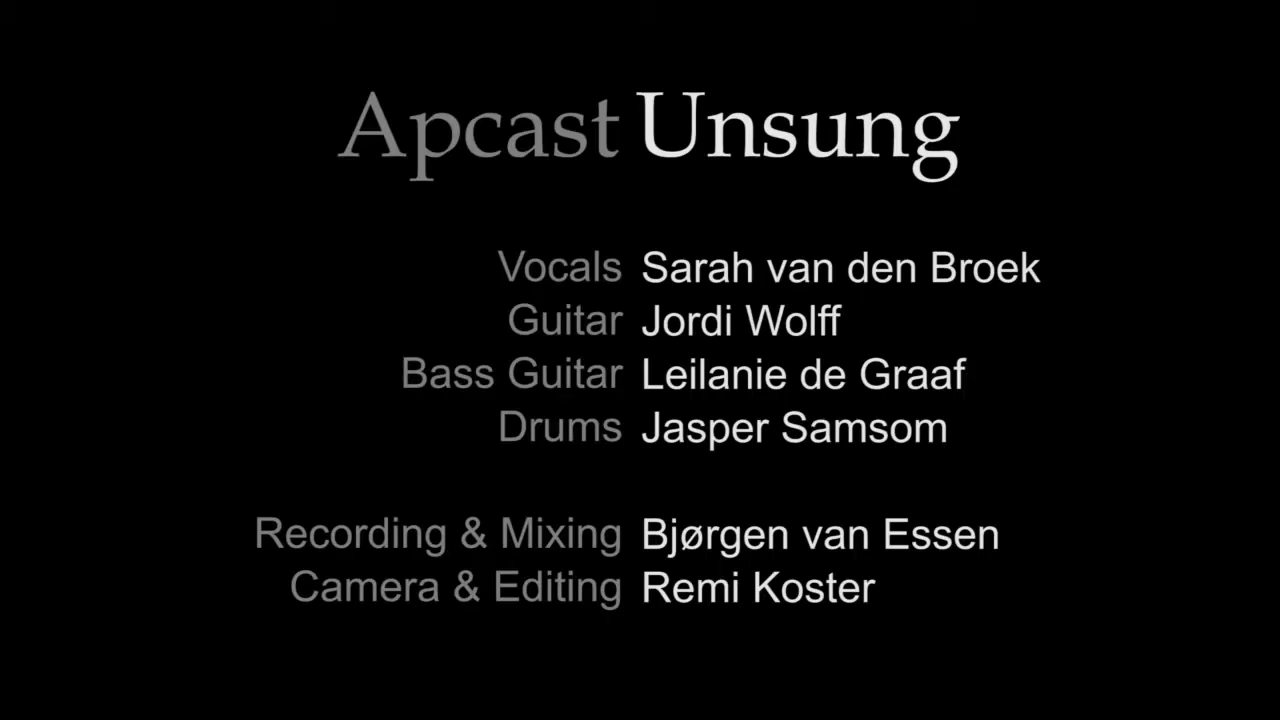 Apcast Unsung
Vocals Sarah van den Broek
Guitar Jordi Wolff
Bass Guitar Leilanie de Graaf
Drums Jasper Samsom
Recording & Mixing Bjørgen van Essen
Camera & Editing Remi Koster